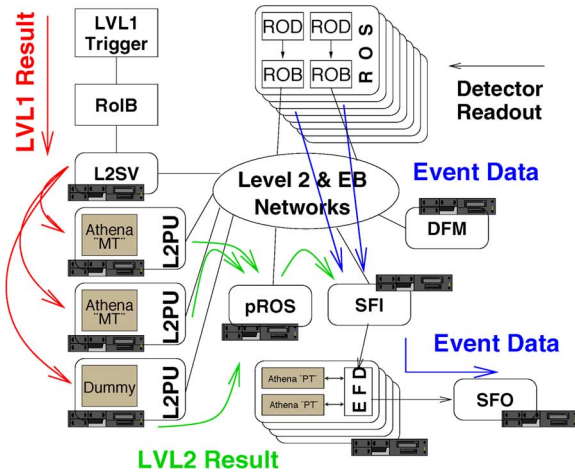 LVL1 Result
LVL1
Trigger
RoIB
L2SV
ROD ROD
ROB ROB
ROS
Detector
Readout
Level 2 & EB
Networks
Event Data
DFM
Athena
"MT"
L2PU
Athena
"MT"
L2PU
Dummy
L2PU
pROS
SFI
Event Data
Athena "PT"
Athena "PT"
EFD
SFO
LVL2 Result